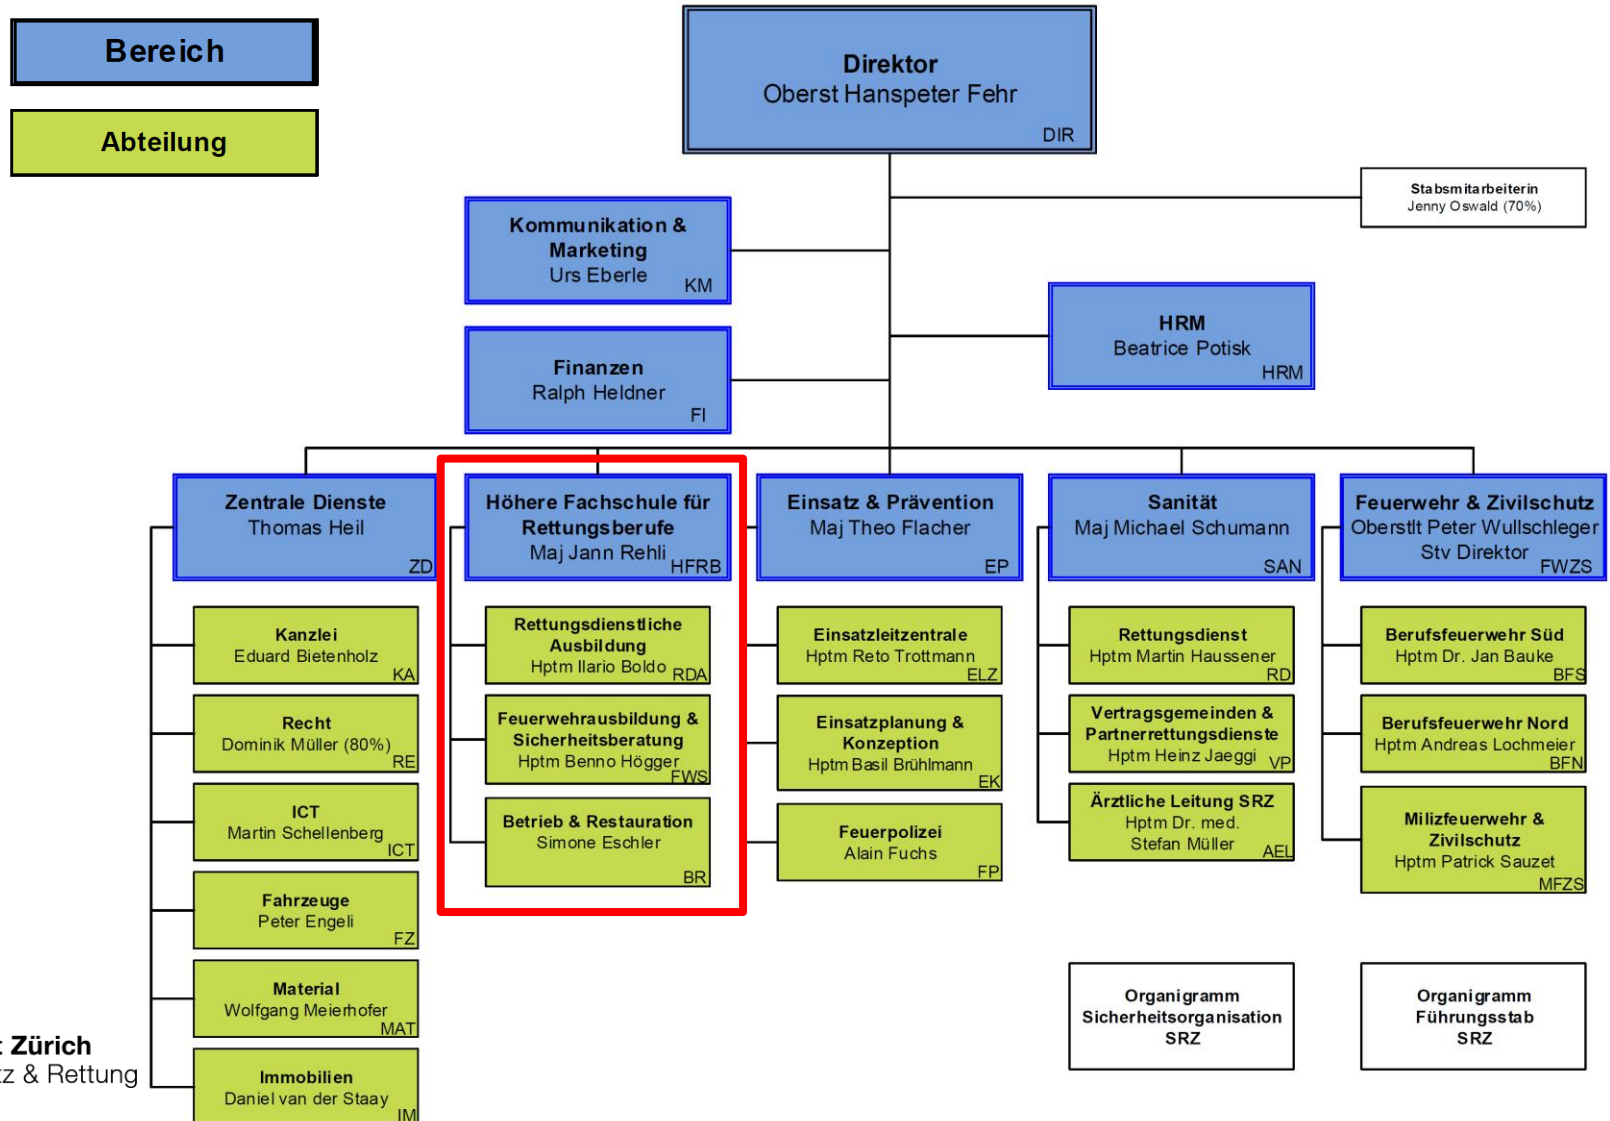 Bereich
Abteilung
Direktor
Oberst Hanspeter Fehr
DIR
Stabsmitarbeiterin
Jenny Oswald (70%)
Kommunikation &
Marketing
Urs Eberle
KM
HRM
Beatrice Potisk
HRM
Finanzen
Ralph Heldner
FI
Zentrale Dienste
Thomas Heil
ZD
Höhere Fachschule für
Rettungsberufe
Maj Jann Rehli
HFRB
Einsatz & Prävention
Maj Theo Flacher
EP
Sanität
Maj Michael Schumann
SAN
Feuerwehr & Zivilschutz
Oberstlt Peter Wullschleger
Stv Direktor
FWZS
Kanzlei
Eduard Bietenholz
KA
Recht
Dominik Müller (80%)
RE
ICT
Martin Schellenberg
ICT
Fahrzeuge
Peter Engeli
FZ
Material
Wolfgang Meierhofer
MAT
Immobilien
Daniel van der Staay
IM
Rettungsdienstliche
Ausbildung
Hptm Ilario Boldo
RDA
Feuerwehrausbildung &
Sicherheitsberatung
Hptm Benno Högger
FWS
Betrieb & Restauration
Simone Eschler
BR
Einsatzleitzentrale
Hptm Reto Trottmann
ELZ
Einsatzplanung &
Konzeption
Hptm Basil Brühlmann
EK
Feuerpolizei
Alain Fuchs
FP
Rettungsdienst
Hptm Martin Haussener
RD
Vertragsgemeinden &
Partnerrettungsdienste
Hptm Heinz Jaeggi
VP
Ärztliche Leitung SRZ
Hptm Dr. med.
Stefan Müller
AEL
Berufsfeuerwehr Süd
Hptm Dr. Jan Bauke
BFS
Berufsfeuerwehr Nord
Hptm Andreas Lochmeier
BFN
Milizfeuerwehr &
Zivilschutz
Hptm Patrick Sauzet
MFZS
Organigramm
Sicherheitsorganisation
SRZ
Organigramm
Führungsstab
SRZ
t Zürich
tz & Rettung